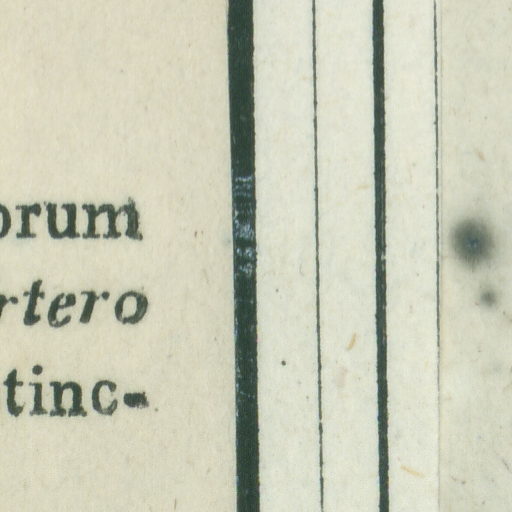 orum
rtero
tinc-